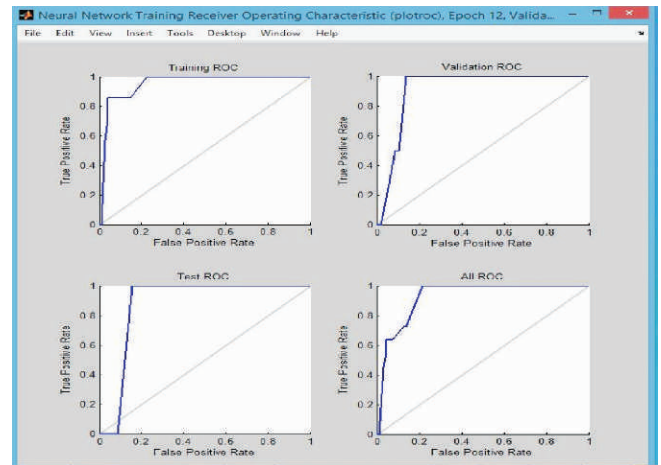 Neural Network Training Receiver Operating Characteristic (plotroc), Epoch 12, Valida...
File Edit View Insert Tools Desktop Window Help
Training ROC
1
0.8
0.6
0.4
0.2
0
0 0.2 0.4 0.6 0.8 1
True Positive Rate
False Positive Rate
Validation ROC
1
0.8
0.6
0.4
0.2
0
0 0.2 0.4 0.6 0.8 1
True Positive Rate
False Positive Rate
Test ROC
1
0.8
0.6
0.4
0.2
0
0 0.2 0.4 0.6 0.8 1
True Positive Rate
False Positive Rate
All ROC
1
0.8
0.6
0.4
0.2
0
0 0.2 0.4 0.6 0.8 1
True Positive Rate
False Positive Rate